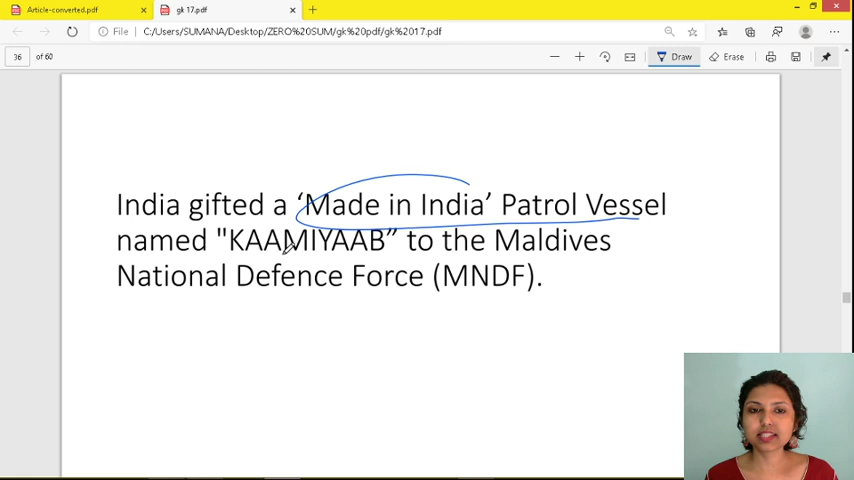 Article-converted.pdf
gk 17.pdf
File
C:/Users/SUMANA/Desktop/ZERO%20SUM/gk%20pdf/gk%2017.pdf
36 of 60
Draw
Erase
India gifted a ‘Made in India’ Patrol Vessel
named "KAAMIYAAB” to the Maldives
National Defence Force (MNDF).